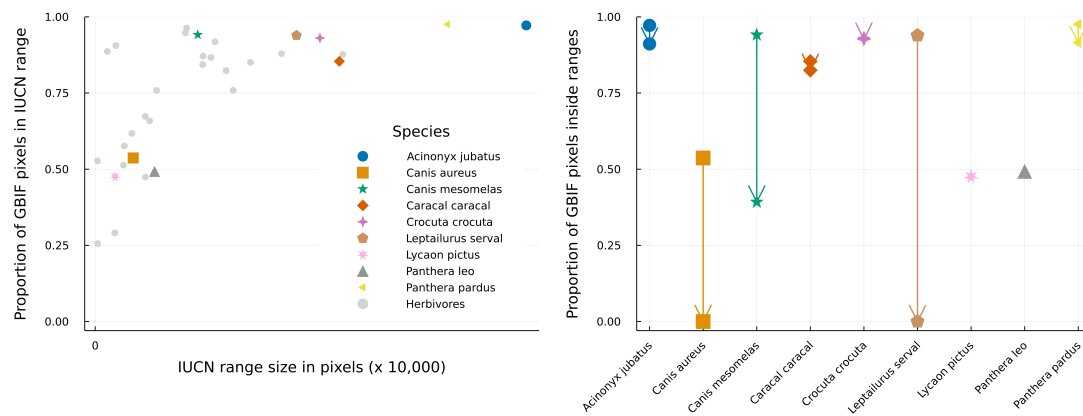 Proportion of GBIF pixels in IUCN range
1.00
0.75
0.50
0.25
0.00
0
IUCN range size in pixels (x 10,000)
Species
Acinonyx jubatus
Canis aureus
Canis mesomelas
Caracal caracal
Crocuta crocuta
Leptailurus serval
Lycaon pictus
Panthera leo
Panthera pardus
Herbivores
Proportion of GBIF pixels inside ranges
1.00
0.75
0.50
0.25
0.00
Acinonyx jubatus
Canis aureus
Canis mesomelas
Caracal caracal
Crocuta crocuta
Leptailurus serval
Lycaon pictus
Panthera leo
Panthera pardus